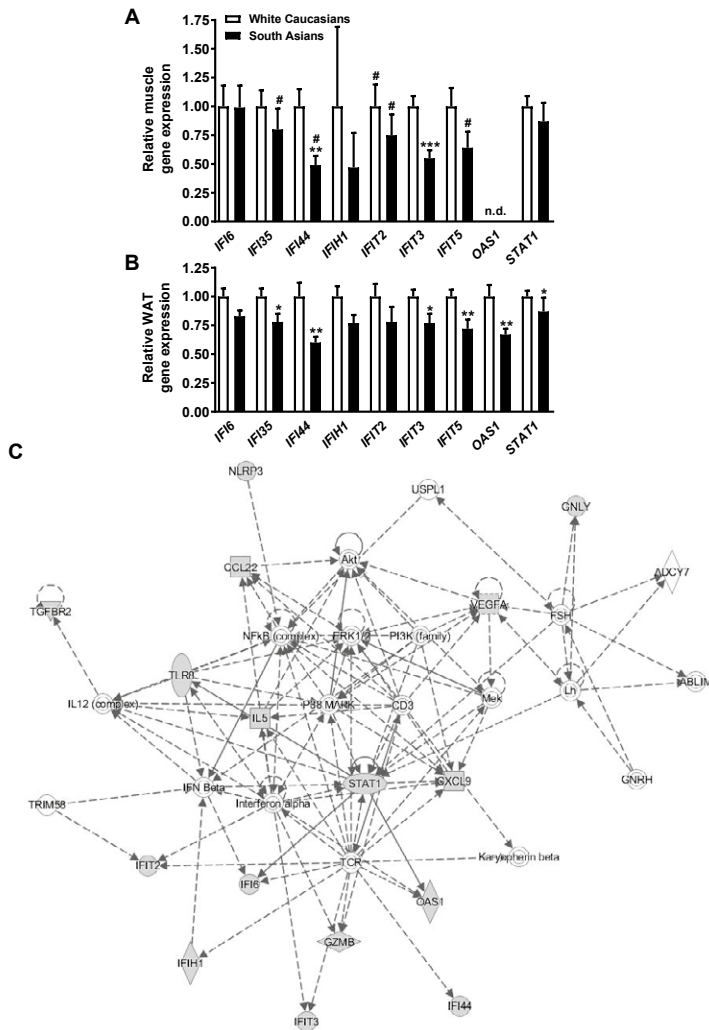 A
White Caucasians
South Asians
Relative muscle
gene expression
1.75
1.50
1.25
1.00
0.75
0.50
0.25
0.00
#
#
**
#
#
***
#
n.d.
IFI6
IFI35
IFI44
IFIH1
IFIT2
IFIT3
IFIT5
OAS1
STAT1
B
Relative WAT
gene expression
1.25
1.00
0.75
0.50
0.25
0.00
*
**
*
**
**
*
IFI6
IFI35
IFI44
IFIH1
IFIT2
IFIT3
IFIT5
OAS1
STAT1
C
NLRP3
USPL1
GNLY
CCL22
Akt
ADCY7
TGFBR2
VEGFA
FSH
NFkB (complex)
ERK1/2
PI3K (family)
TLR8
IL12 (complex)
P38 MAPK
CD3
Mek
Lh
ABLIM
IL5
IFN Beta
STAT1
CXCL9
GNRH
TRIM58
Interferon alpha
IFIT2
TCR
Karyopherin beta
IFI6
OAS1
GZMB
IFIH1
IFI44
IFIT3